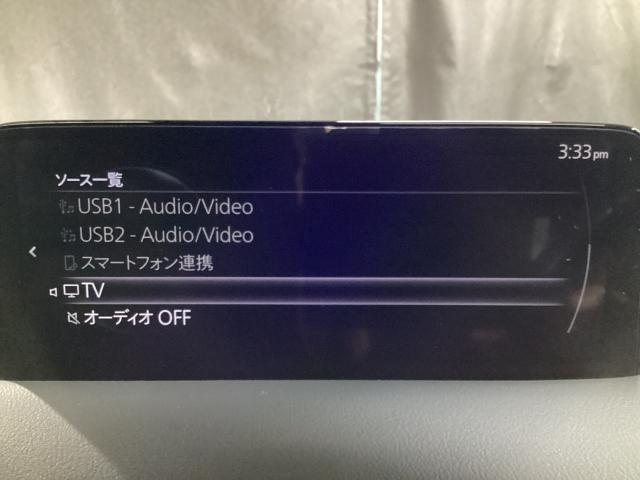 3:33pm
ソース一覧
USB1 - Audio/Video
USB2 - Audio/Video
スマートフォン連携
TV
オーディオ OFF